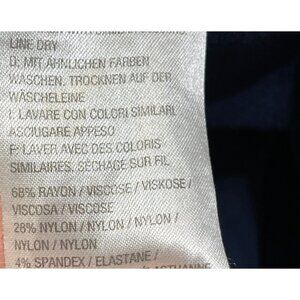 LINE DRY
D: MIT ÄHNLICHEN FARBEN
WASCHEN. TROCKNEN AUF DER
WÄSCHELEINE
I: LAVARE CON COLORI SIMILARI,
ASCIUGARE APPESO
F: LAVER AVEC DES COLORIS
SIMILAIRES. SÉCHAGE SUR FIL
68% RAYON / VISCOSE / VISKOSE /
VISCOSA / VISCOSE
28% NYLON / NYLON / NYLON /
NYLON / NYLON
4% SPANDEX / ELASTANE /